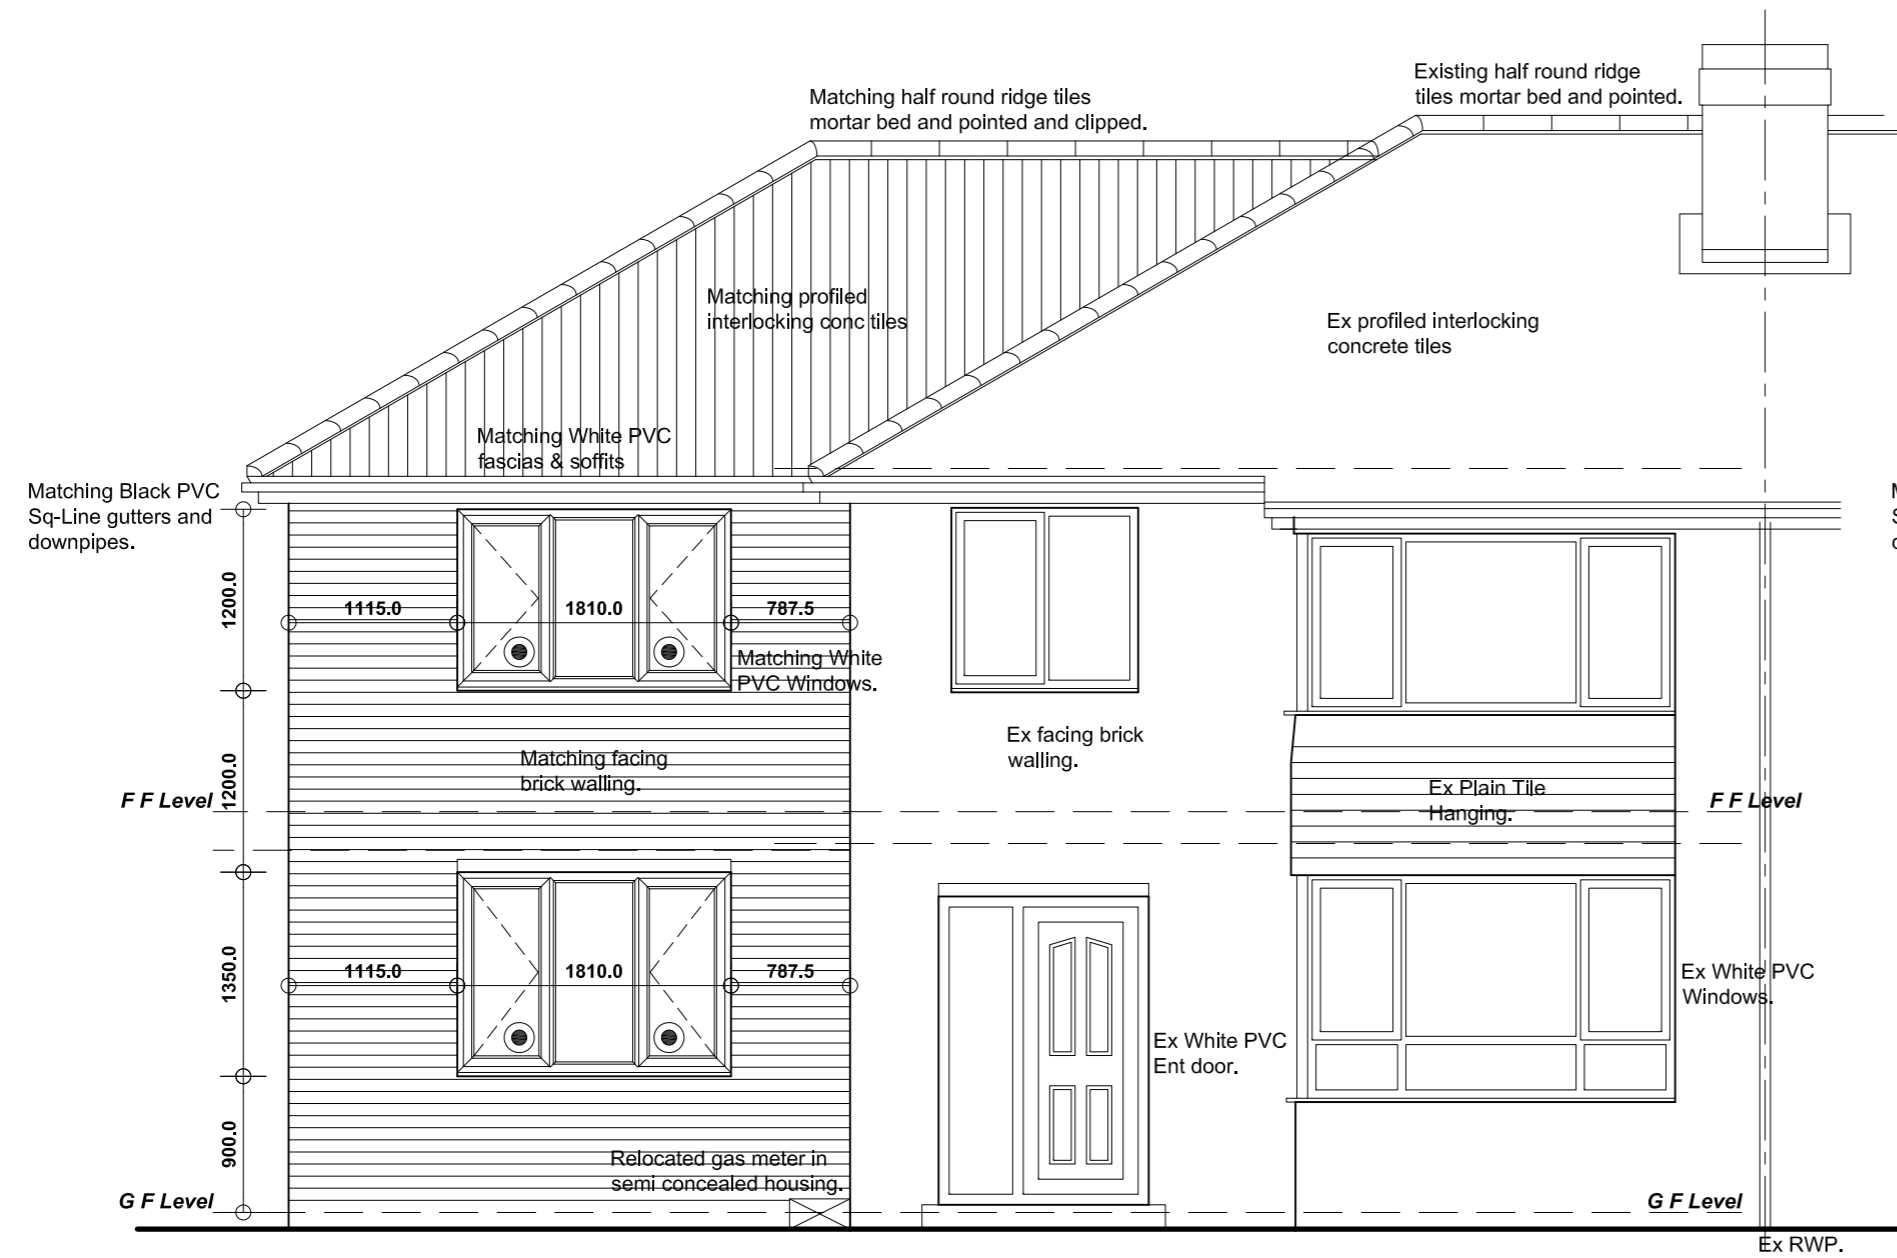 Existing half round ridge
tiles mortar bed and pointed.
Matching half round ridge tiles
mortar bed and pointed and clipped.
Matching profiled
interlocking conc tiles
Ex profiled interlocking
concrete tiles
Matching White PVC
fascias & soffits
Matching Black PVC
Sq-Line gutters and
downpipes.
1200.0
1115.0
1810.0
787.5
Matching White
PVC Windows.
Ex facing brick
walling.
Matching facing
brick walling.
1200.0
F F Level
Ex Plain Tile
Hanging.
F F Level
1350.0
1115.0
1810.0
787.5
Ex White PVC
Windows.
Ex White PVC
Ent door.
900.0
Relocated gas meter in
semi concealed housing.
G F Level
G F Level
Ex RWP.